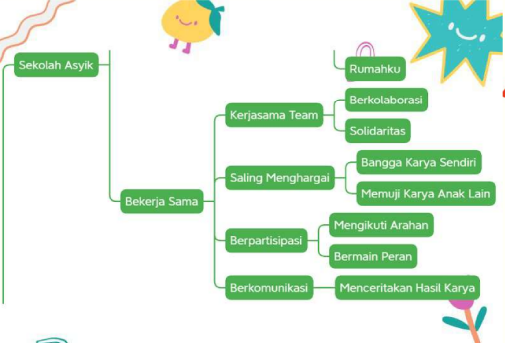 Sekolah Asyik
Rumahku
Bekerja Sama
Kerjasama Team
Berkolaborasi
Solidaritas
Saling Menghargai
Bangga Karya Sendiri
Memuji Karya Anak Lain
Berpartisipasi
Mengikuti Arahan
Bermain Peran
Berkomunikasi
Menceritakan Hasil Karya